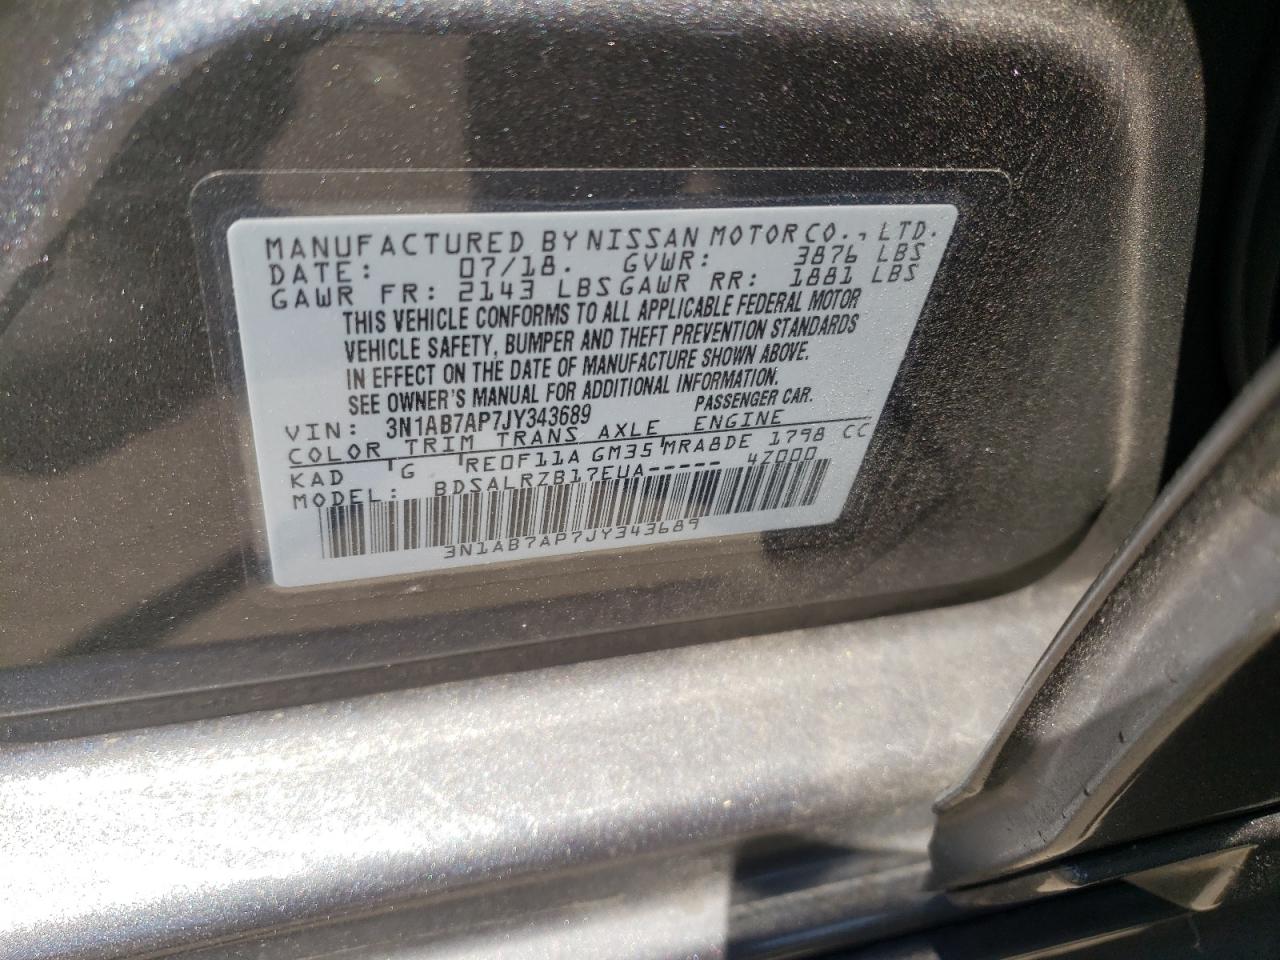 MANUFACTURED BY NISSAN MOTOR CO., LTD.
DATE: 07/18. GVWR: 3876 LBS
GAWR FR: 2143 LBS GAWR RR: 1881 LBS
THIS VEHICLE CONFORMS TO ALL APPLICABLE FEDERAL MOTOR
VEHICLE SAFETY, BUMPER AND THEFT PREVENTION STANDARDS
IN EFFECT ON THE DATE OF MANUFACTURE SHOWN ABOVE.
SEE OWNER'S MANUAL FOR ADDITIONAL INFORMATION.
VIN: 3N1AB7AP7JY343689 PASSENGER CAR.
COLOR TRIM TRANS AXLE ENGINE
KAD G RE0F11A GM35 MRA8DE 1798 CC
MODEL: BDSALRZB17EUA----- 47000
3N1AB7AP7JY343689